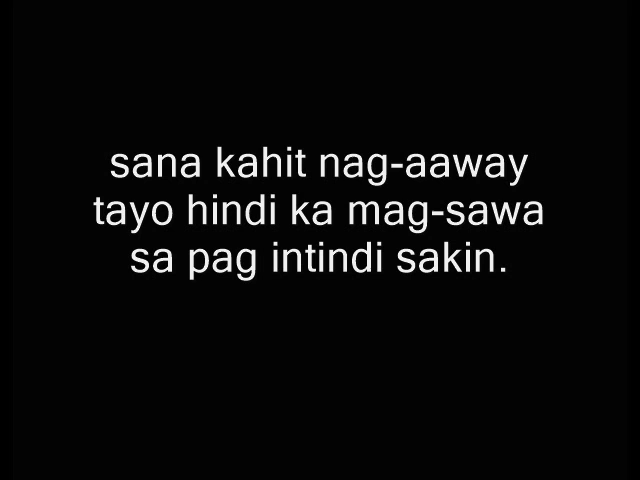 sana kahit nag-aaway
tayo hindi ka mag-sawa
sa pag intindi sakin.